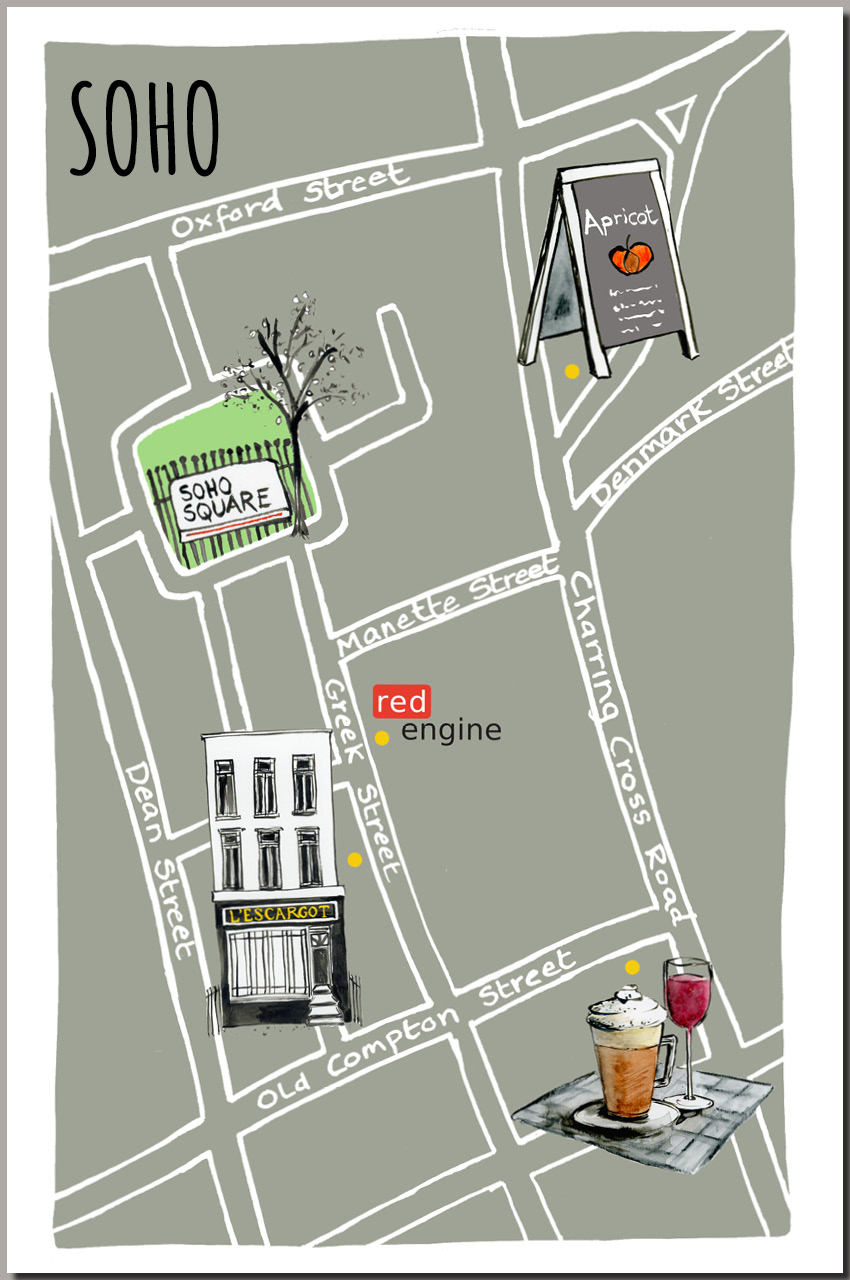 SOHO
Oxford Street
Apricot
Denmark Street
SOHO
SQUARE
Manette Street
Charring Cross Road
red
engine
Greek Street
Dean Street
L'ESCARGOT
Old Compton Street